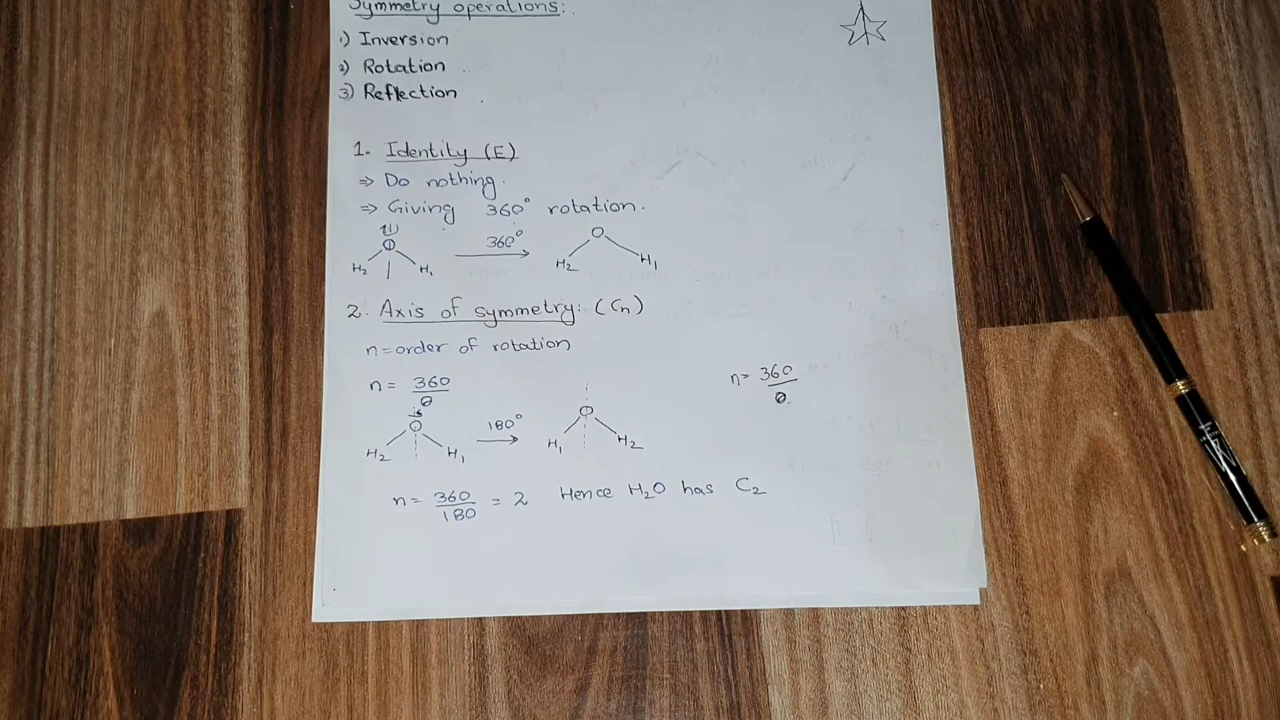 Symmetry operations:
1) Inversion
2) Rotation
3) Reflection
1. Identity (E)
⇒ Do nothing.
⇒ Giving 360° rotation.
O 360° O
H₂ H₁ H₂ H₁
2. Axis of symmetry: (Cn)
n=order of rotation
n= 360/θ n= 360/θ
O 180° O
H₂ H₁ H₁ H₂
n= 360/180 = 2 Hence H₂O has C₂